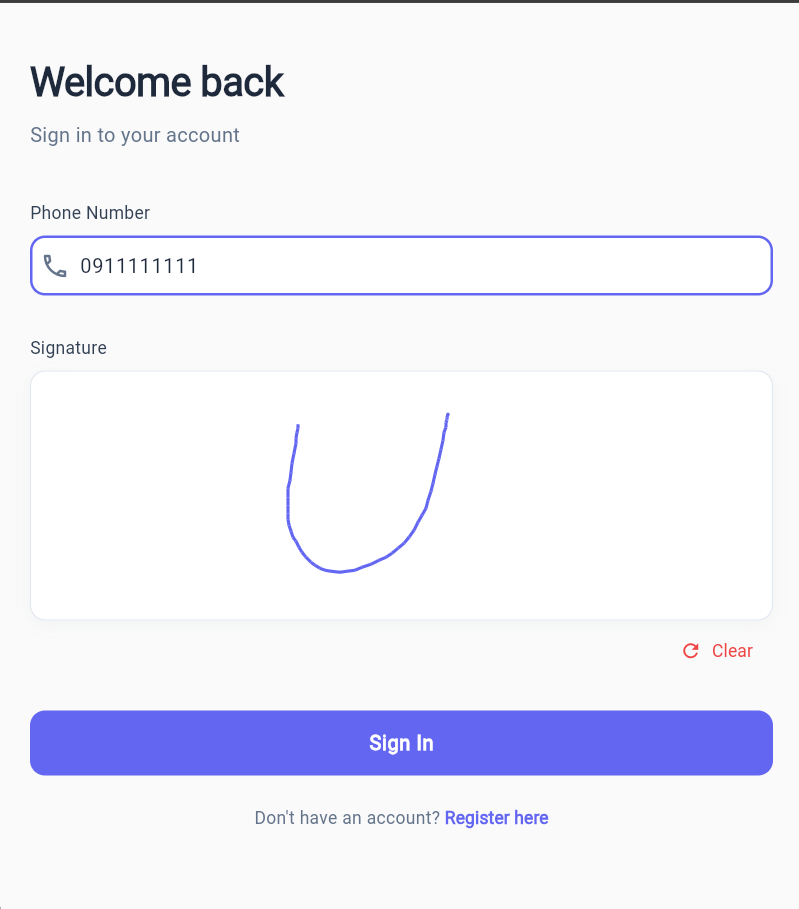 Welcome back
Sign in to your account
Phone Number
0911111111
Signature
Clear
Sign In
Don't have an account? Register here